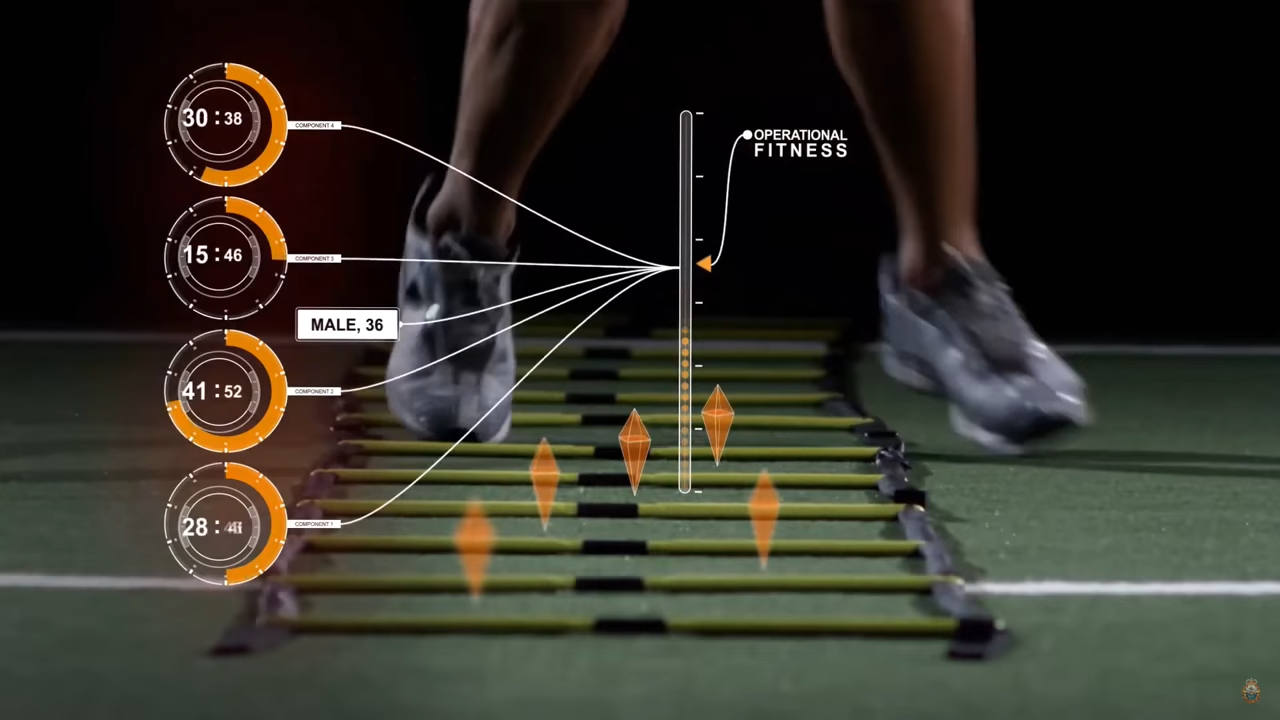 30 : 38
COMPONENT 4
OPERATIONAL
FITNESS
15 : 46
COMPONENT 3
MALE, 36
41 : 52
COMPONENT 2
28 :
COMPONENT 1